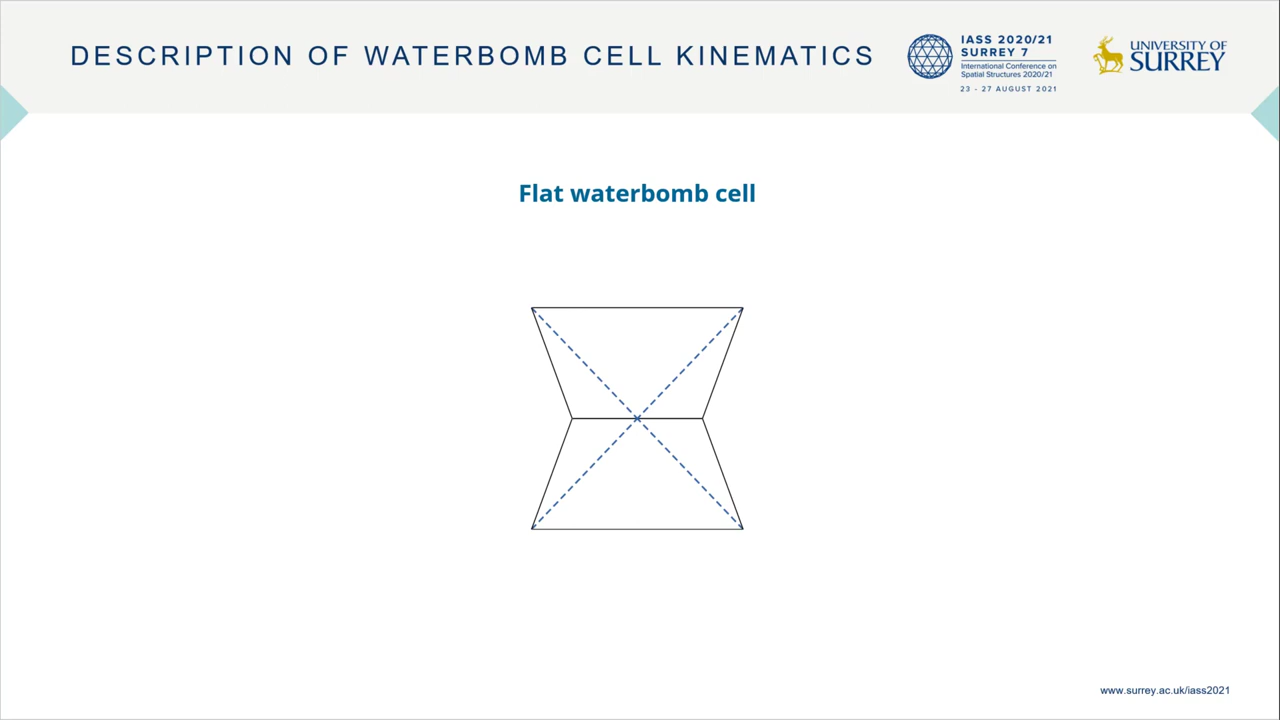 DESCRIPTION OF WATERBOMB CELL KINEMATICS
IASS 2020/21
SURREY 7
International Conference on
Spatial Structures 2020/21
23 - 27 AUGUST 2021
UNIVERSITY OF
SURREY
Flat waterbomb cell
www.surrey.ac.uk/iass2021